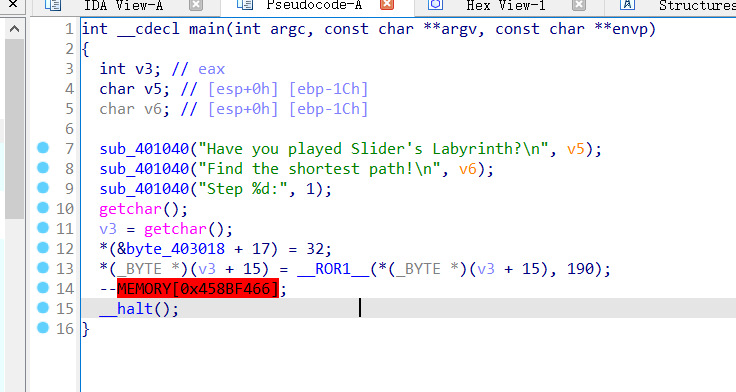 IDA View-A Pseudocode-A Hex View-1 Structures
1 int __cdecl main(int argc, const char **argv, const char **envp)
2 {
3 int v3; // eax
4 char v5; // [esp+0h] [ebp-1Ch]
5 char v6; // [esp+0h] [ebp-1Ch]
6
7 sub_401040("Have you played Slider's Labyrinth?\n", v5);
8 sub_401040("Find the shortest path!\n", v6);
9 sub_401040("Step %d:", 1);
10 getchar();
11 v3 = getchar();
12 *(&byte_403018 + 17) = 32;
13 *(_BYTE *)(v3 + 15) = __ROR1__(*(_BYTE *)(v3 + 15), 190);
14 --MEMORY[0x458BF466];
15 __halt();
16 }